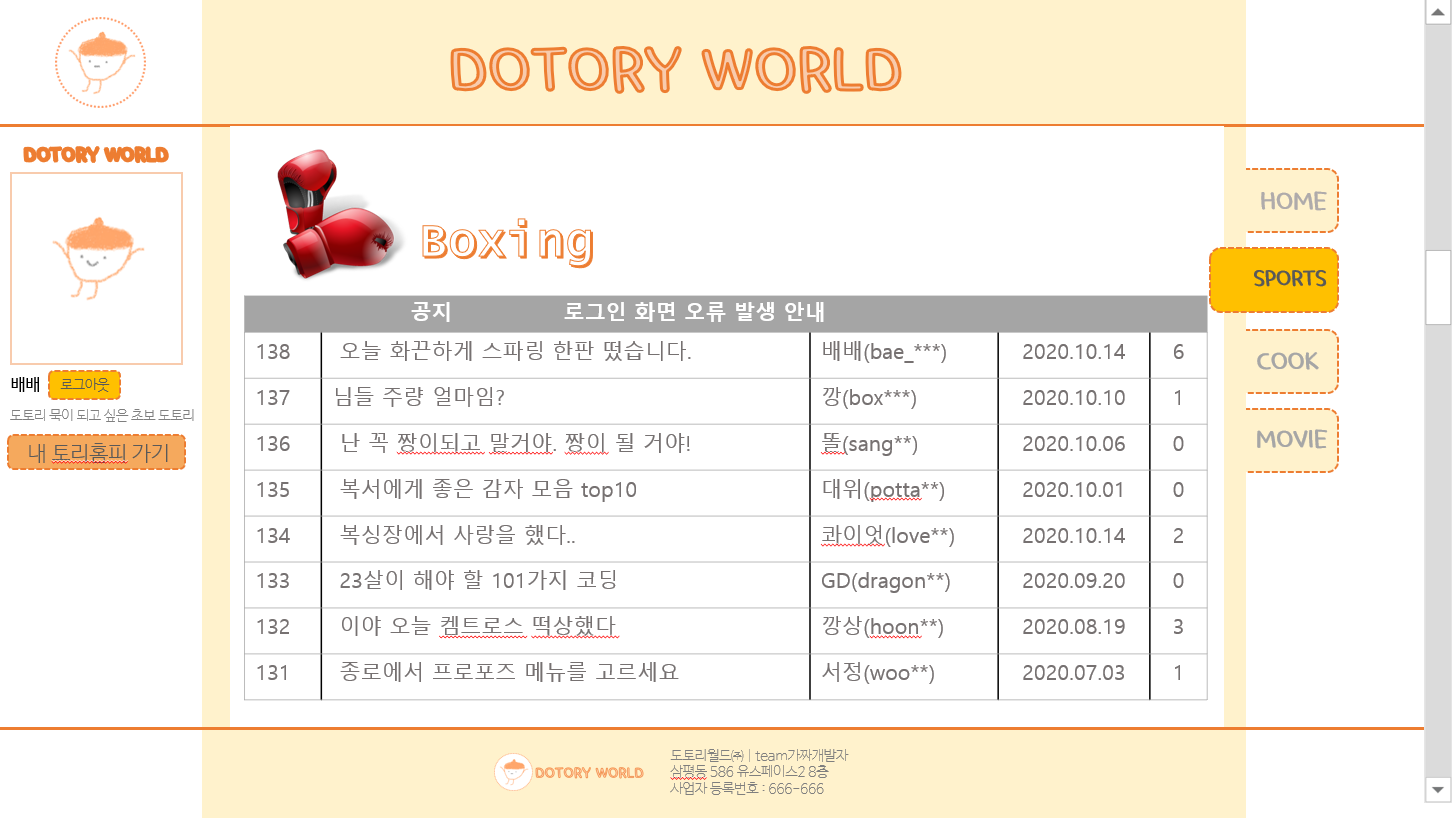 DOTORY WORLD
DOTORY WORLD
배배 로그아웃
도토리 묵이 되고 싶은 초보 도토리
내 토리홈피 가기
Boxing
공지 로그인 화면 오류 발생 안내
138 오늘 화끈하게 스파링 한판 떴습니다. 배배(bae_***) 2020.10.14 6
137 님들 주량 얼마임? 깡(box***) 2020.10.10 1
136 난 꼭 짱이되고 말거야. 짱이 될 거야! 똘(sang**) 2020.10.06 0
135 복서에게 좋은 감자 모음 top10 대위(potta**) 2020.10.01 0
134 복싱장에서 사랑을 했다.. 콰이엇(love**) 2020.10.14 2
133 23살이 해야 할 101가지 코딩 GD(dragon**) 2020.09.20 0
132 이야 오늘 켐트로스 떡상했다 깡상(hoon**) 2020.08.19 3
131 종로에서 프로포즈 메뉴를 고르세요 서정(woo**) 2020.07.03 1
HOME
SPORTS
COOK
MOVIE
DOTORY WORLD
도토리월드㈜ | team가짜개발자
삼평동 586 유스페이스2 8층
사업자 등록번호 : 666-666